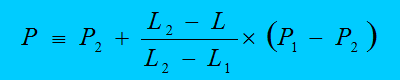 P ≡ P₂ + (L₂ − L)/(L₂ − L₁) × (P₁ − P₂)